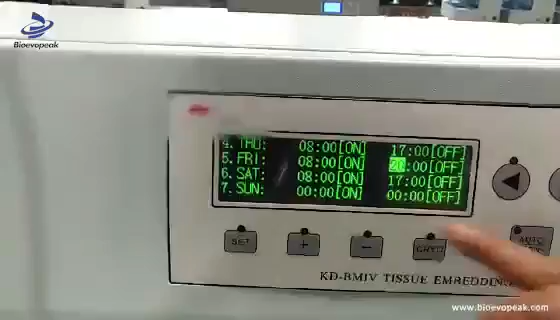 Bioevopeak
4. THU: 08:00[ON] 17:00[OFF]
5. FRI: 08:00[ON] 20:00[OFF]
6. SAT: 08:00[ON] 17:00[OFF]
7. SUN: 00:00[ON] 00:00[OFF]
SET + −
AUTO
KD-BMIV TISSUE EMBEDDING
www.bioevopeak.com